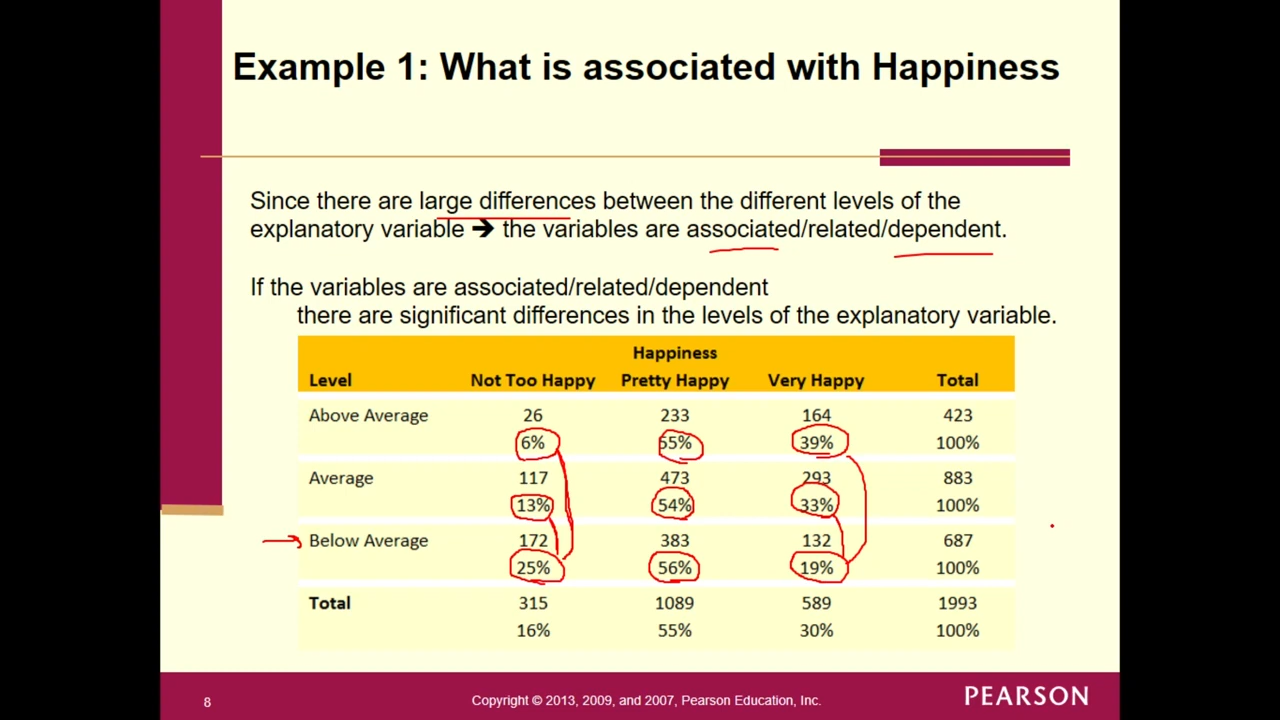 Example 1: What is associated with Happiness
Since there are large differences between the different levels of the
explanatory variable ➔ the variables are associated/related/dependent.
If the variables are associated/related/dependent
there are significant differences in the levels of the explanatory variable.
Happiness
Level Not Too Happy Pretty Happy Very Happy Total
Above Average 26 233 164 423
6% 55% 39% 100%
Average 117 473 293 883
13% 54% 33% 100%
Below Average 172 383 132 687
25% 56% 19% 100%
Total 315 1089 589 1993
16% 55% 30% 100%
8 Copyright © 2013, 2009, and 2007, Pearson Education, Inc. PEARSON